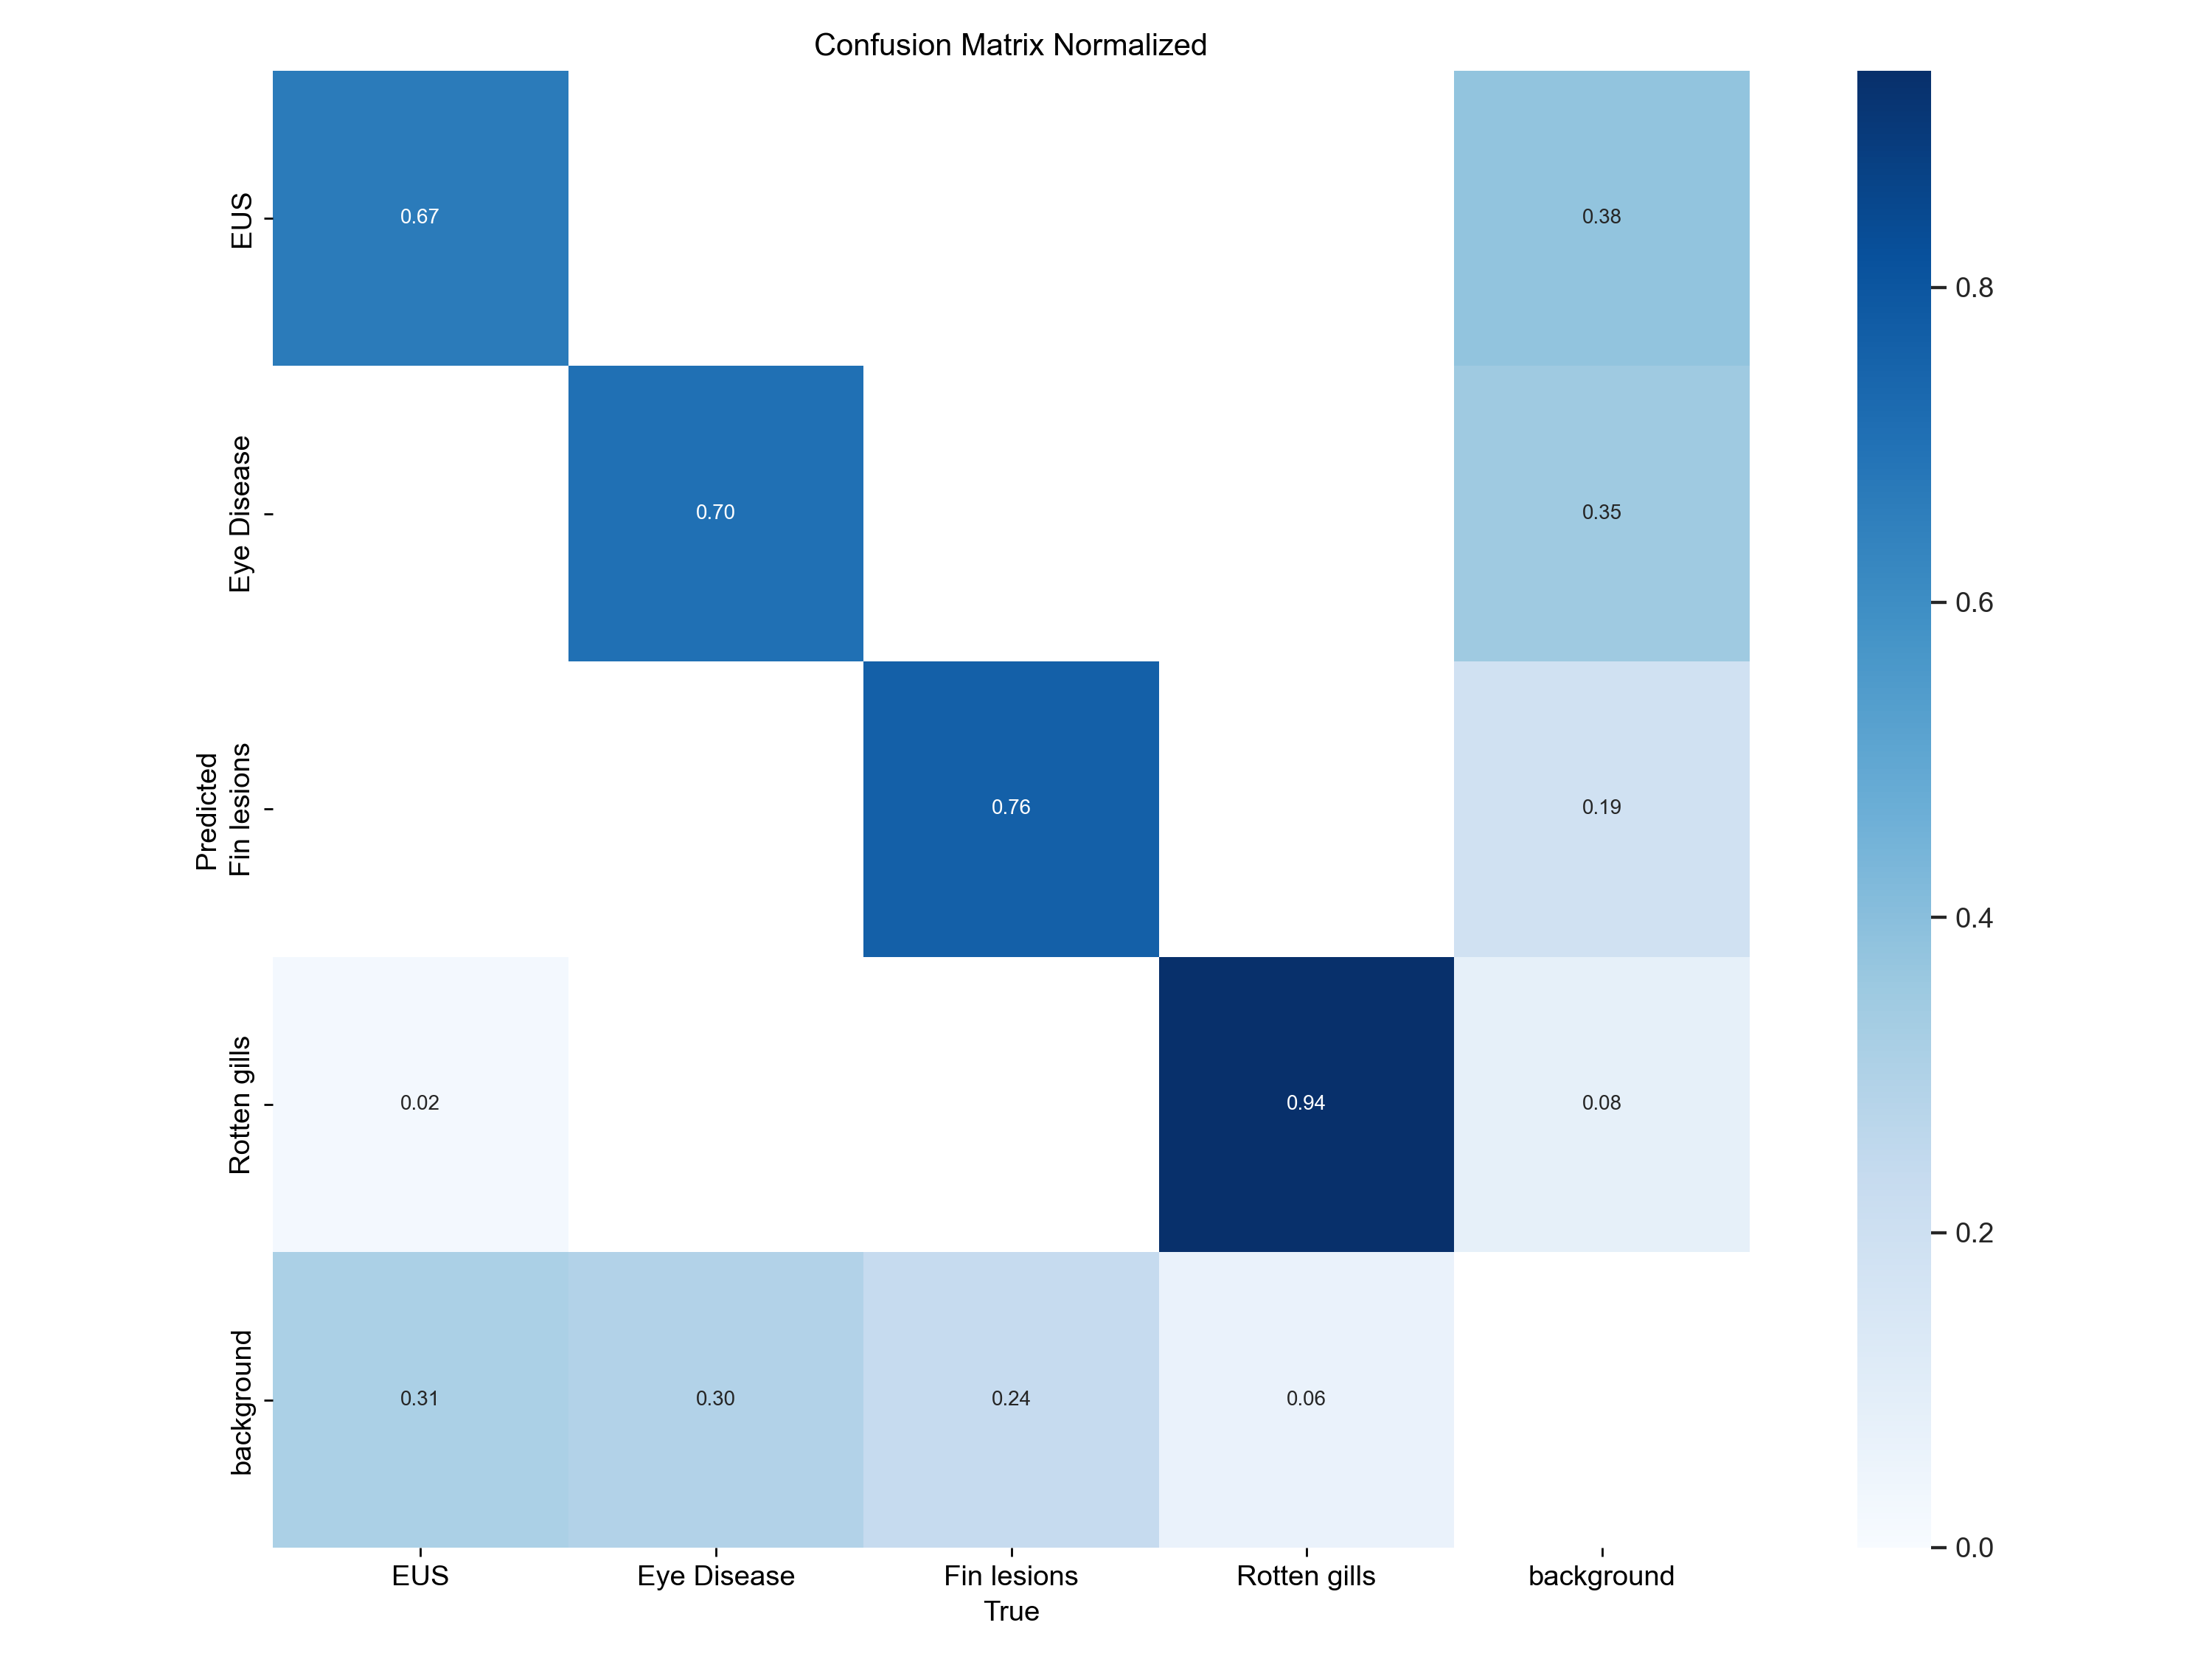 Confusion Matrix Normalized
EUS
0.67
0.38
0.8
Eye Disease
0.70
0.35
0.6
Predicted
Fin lesions
0.76
0.19
0.4
Rotten gills
0.02
0.94
0.08
0.2
background
0.31
0.30
0.24
0.06
0.0
EUS
Eye Disease
Fin lesions
Rotten gills
background
True